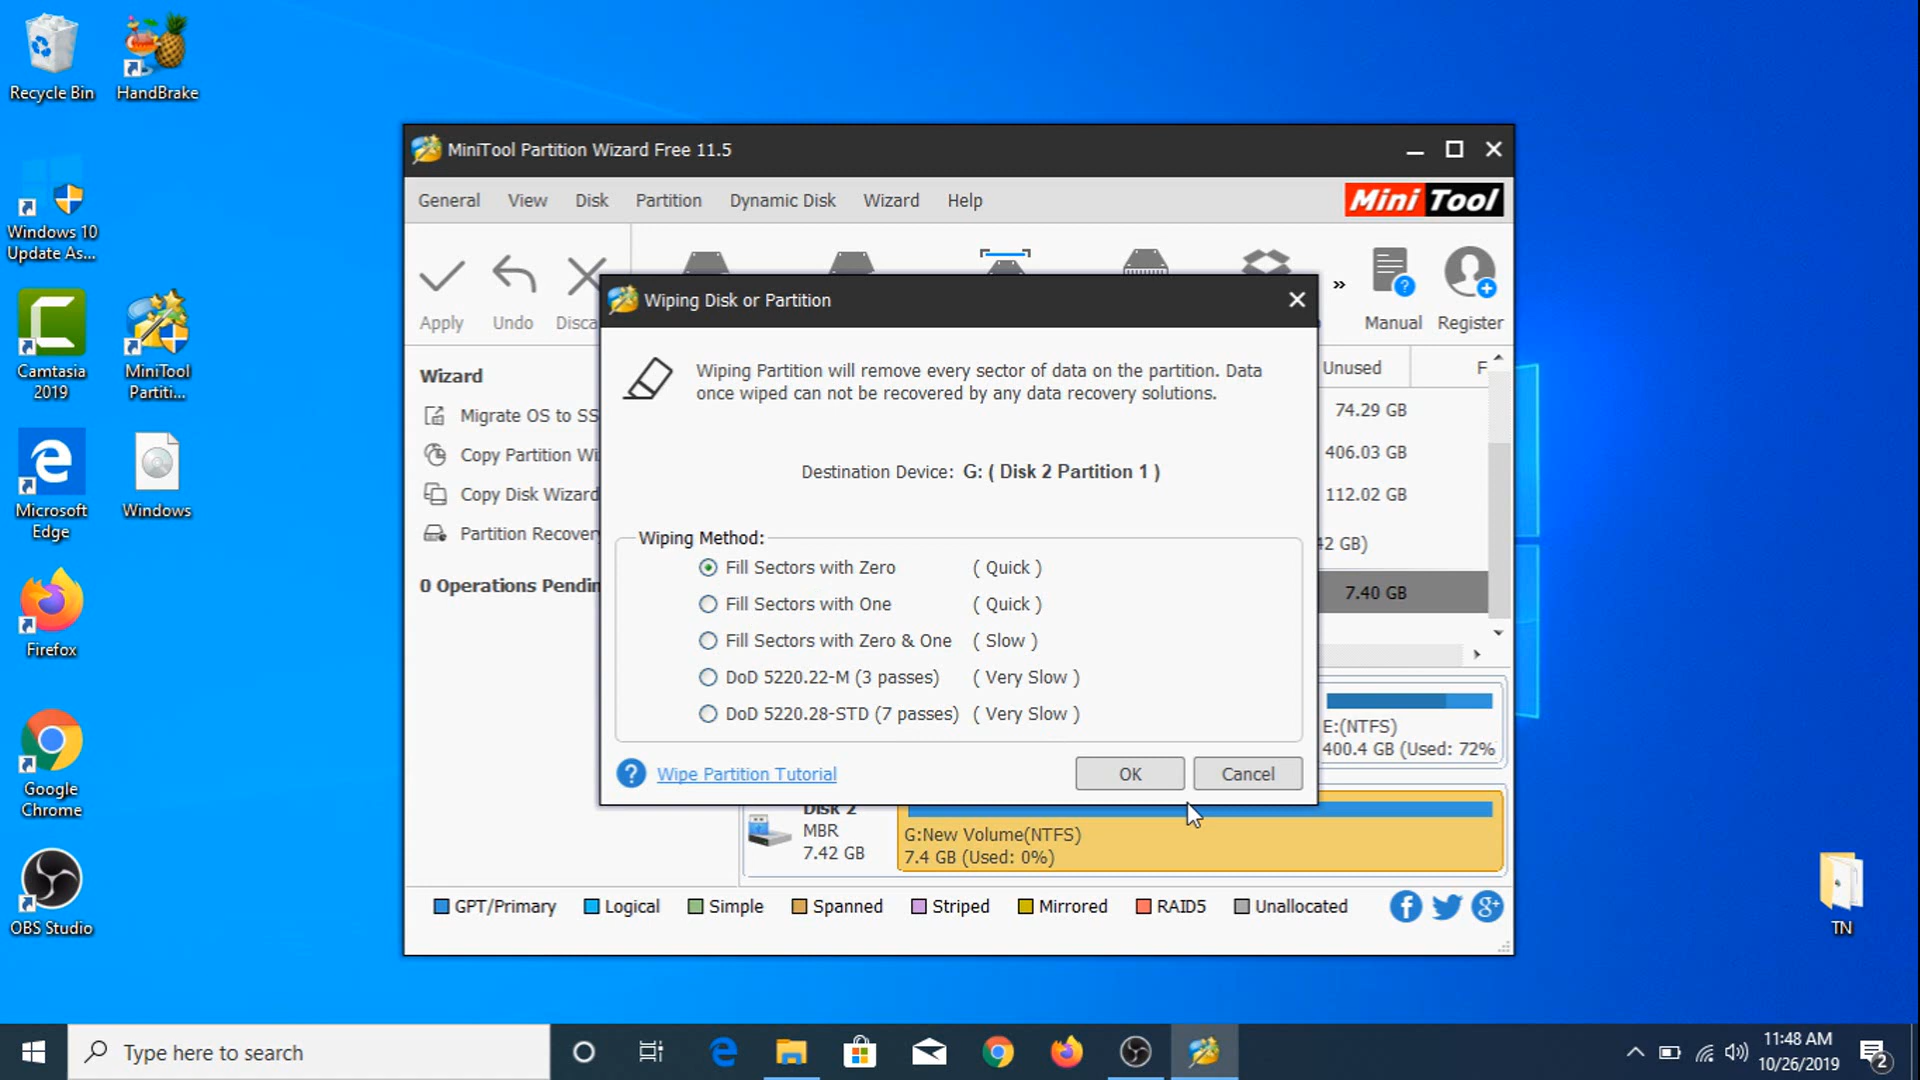 Recycle Bin
HandBrake
Windows 10
Update As...
Camtasia
2019
MiniTool
Partiti...
Microsoft
Edge
Windows
Firefox
Google
Chrome
OBS Studio
TN
MiniTool Partition Wizard Free 11.5
General View Disk Partition Dynamic Disk Wizard Help
Mini Tool
Apply Undo Disca
» Manual Register
Wizard
Migrate OS to SS
Copy Partition Wi
Copy Disk Wizard
Partition Recovery
0 Operations Pendin
Unused F
74.29 GB
406.03 GB
112.02 GB
42 GB)
7.40 GB
Wiping Disk or Partition
Wiping Partition will remove every sector of data on the partition. Data
once wiped can not be recovered by any data recovery solutions.
Destination Device: G: ( Disk 2 Partition 1 )
Wiping Method:
Fill Sectors with Zero ( Quick )
Fill Sectors with One ( Quick )
Fill Sectors with Zero & One ( Slow )
DoD 5220.22-M (3 passes) ( Very Slow )
DoD 5220.28-STD (7 passes) ( Very Slow )
? Wipe Partition Tutorial
OK Cancel
E:(NTFS)
400.4 GB (Used: 72%
Disk 2
MBR
7.42 GB
G:New Volume(NTFS)
7.4 GB (Used: 0%)
GPT/Primary Logical Simple Spanned Striped Mirrored RAID5 Unallocated
Type here to search
11:48 AM
10/26/2019
2